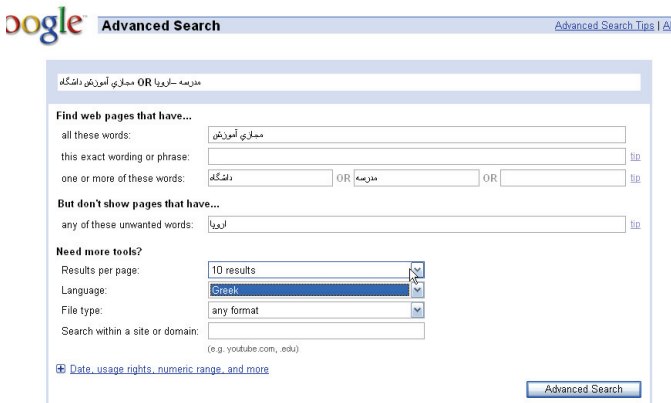 oogle Advanced Search
Advanced Search Tips |
مجازي آموزش داشگاه OR مدرسه –اروپا
Find web pages that have...
all these words: مجازي آموزش
this exact wording or phrase: tip
one or more of these words: داشگاه OR مدرسه OR tip
But don't show pages that have...
any of these unwanted words: اروپا tip
Need more tools?
Results per page: 10 results
Language: Greek
File type: any format
Search within a site or domain:
(e.g. youtube.com, .edu)
Date, usage rights, numeric range, and more
Advanced Search